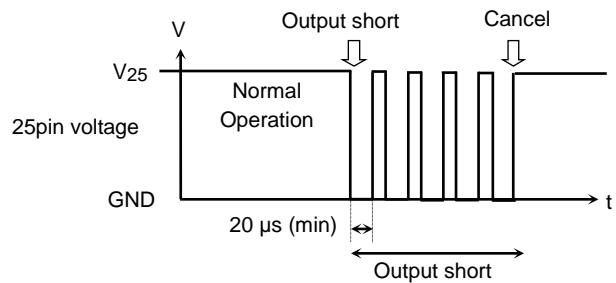 Output short
Cancel
V
V25
Normal
Operation
25pin voltage
GND
t
20 µs (min)
Output short